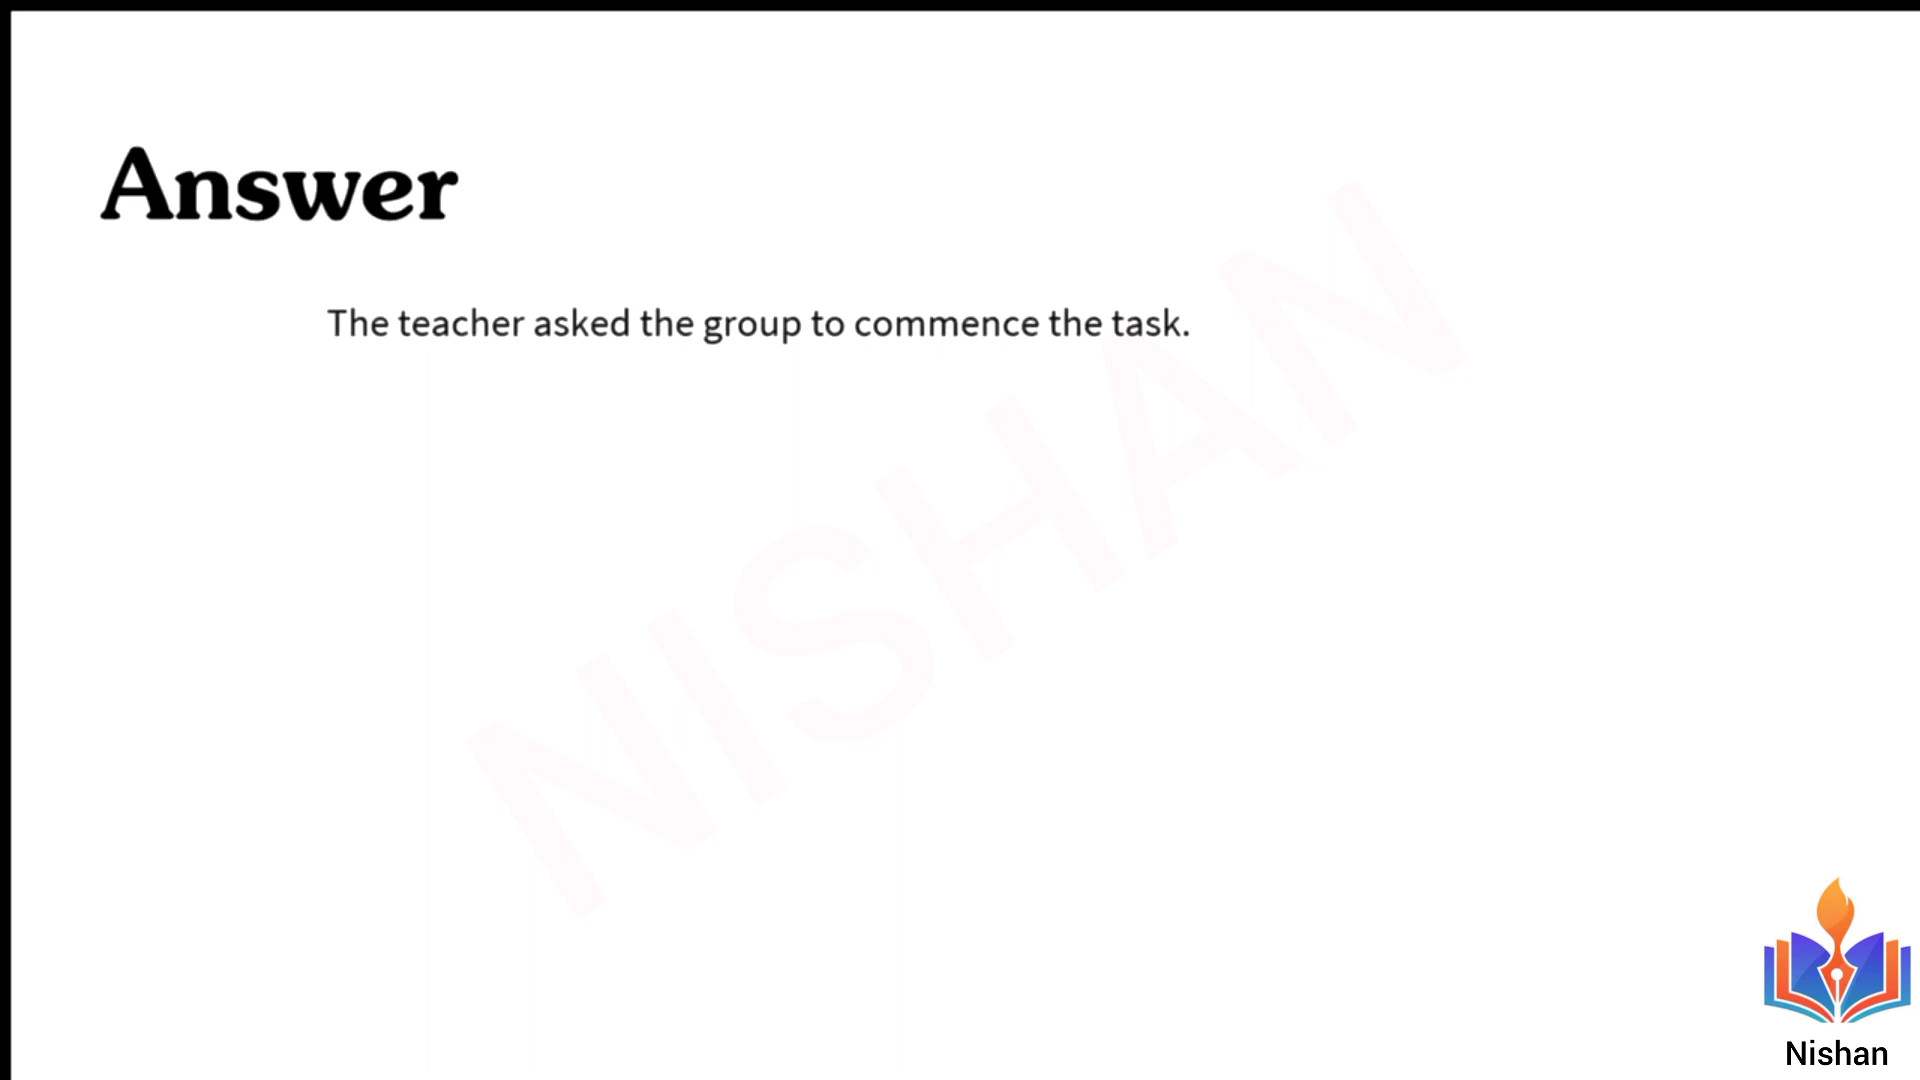 Answer
The teacher asked the group to commence the task.
NISHAN
Nishan